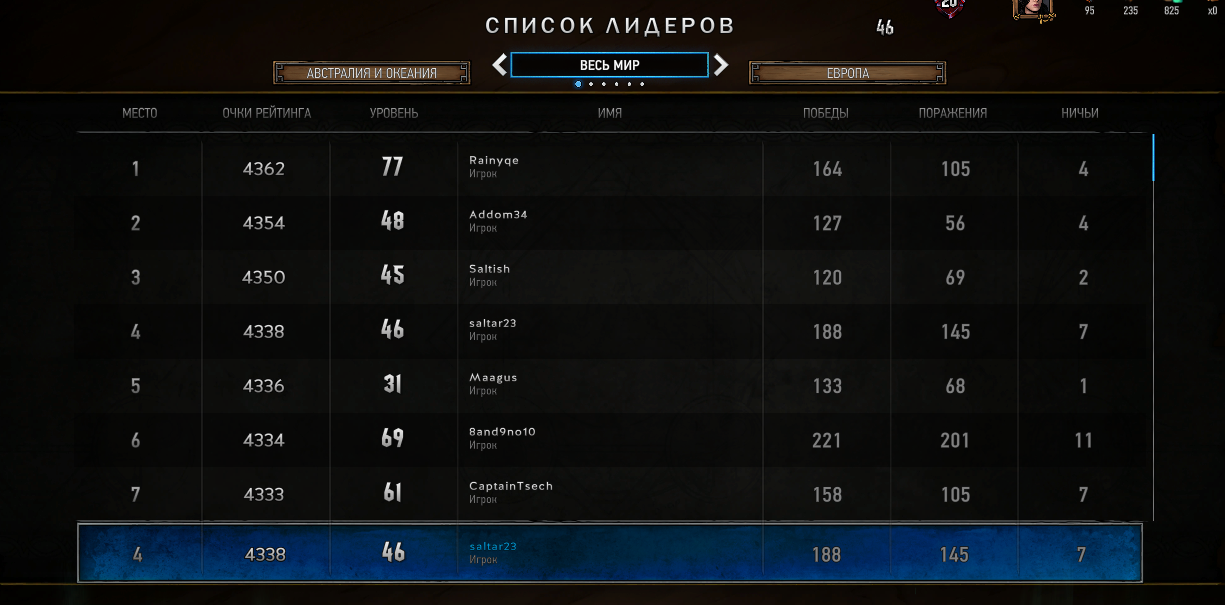 20
95 235 825 x0
СПИСОК ЛИДЕРОВ
46
АВСТРАЛИЯ И ОКЕАНИЯ ВЕСЬ МИР ЕВРОПА
МЕСТО ОЧКИ РЕЙТИНГА УРОВЕНЬ ИМЯ ПОБЕДЫ ПОРАЖЕНИЯ НИЧЬИ
1 4362 77 Rainyqe 164 105 4
Игрок
2 4354 48 Addom34 127 56 4
Игрок
3 4350 45 Saltish 120 69 2
Игрок
4 4338 46 saltar23 188 145 7
Игрок
5 4336 31 Maagus 133 68 1
Игрок
6 4334 69 8and9no10 221 201 11
Игрок
7 4333 61 CaptainTsech 158 105 7
Игрок
4 4338 46 saltar23 188 145 7
Игрок